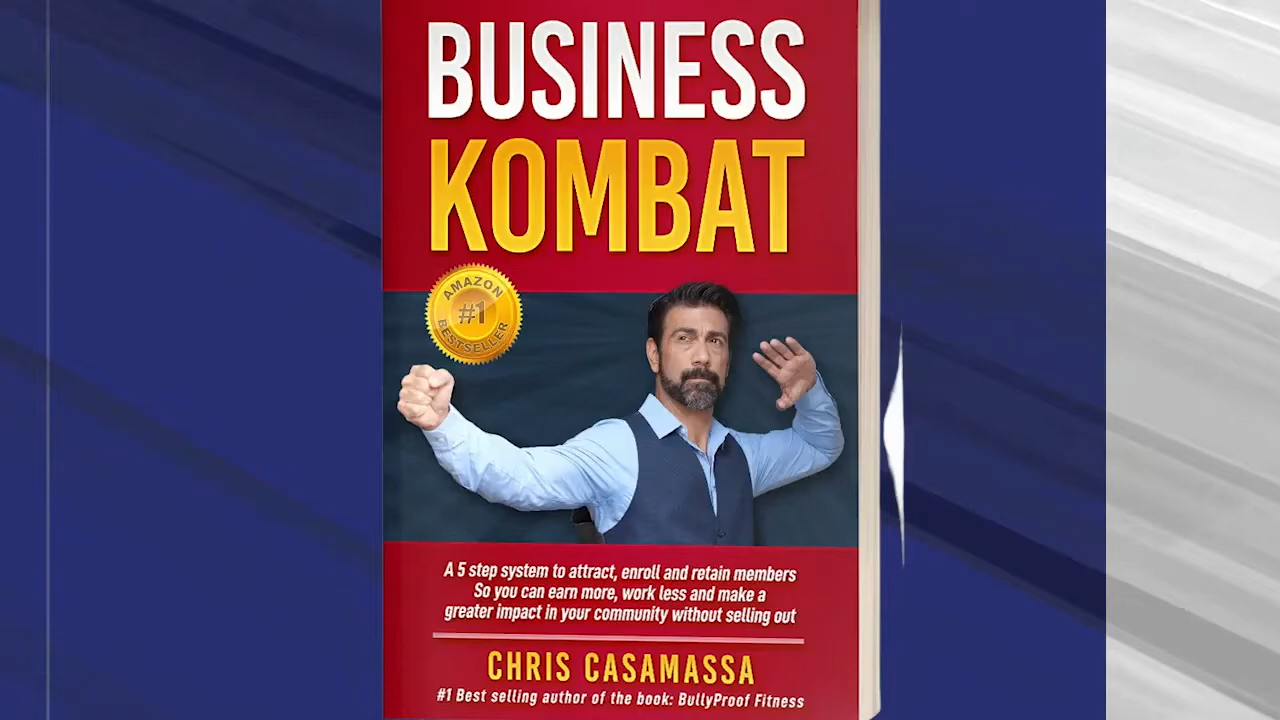 BUSINESS
KOMBAT
AMAZON
#1
BESTSELLER
A 5 step system to attract, enroll and retain members
So you can earn more, work less and make a
greater impact in your community without selling out
CHRIS CASAMASSA
#1 Best selling author of the book: BullyProof Fitness